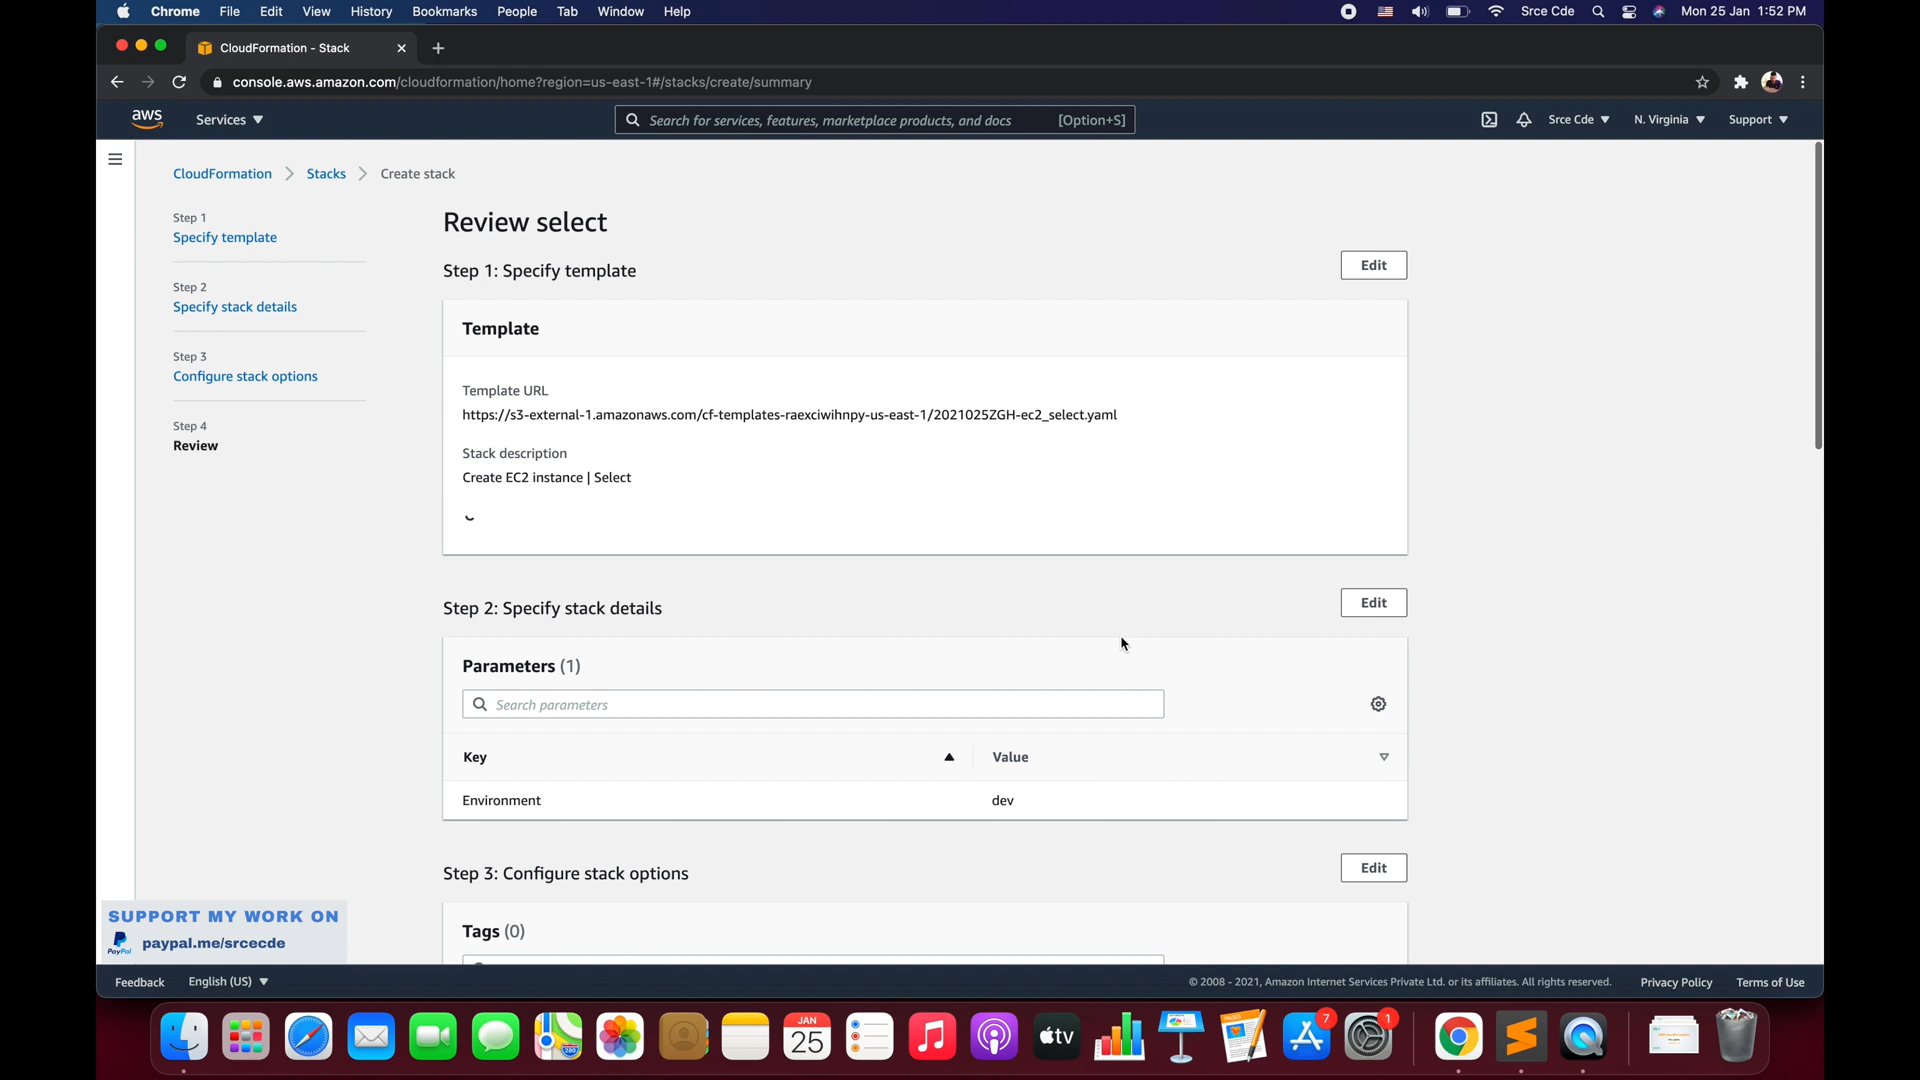 Chrome File Edit View History Bookmarks People Tab Window Help Srce Cde Mon 25 Jan 1:52 PM
CloudFormation - Stack
console.aws.amazon.com/cloudformation/home?region=us-east-1#/stacks/create/summary
aws Services Search for services, features, marketplace products, and docs [Option+S] Srce Cde N. Virginia Support
CloudFormation Stacks Create stack
Step 1
Specify template
Step 2
Specify stack details
Step 3
Configure stack options
Step 4
Review
Review select
Step 1: Specify template Edit
Template
Template URL
https://s3-external-1.amazonaws.com/cf-templates-raexciwihnpy-us-east-1/2021025ZGH-ec2_select.yaml
Stack description
Create EC2 instance | Select
Step 2: Specify stack details Edit
Parameters (1)
Search parameters
Key Value
Environment dev
Step 3: Configure stack options Edit
Tags (0)
SUPPORT MY WORK ON
PayPal paypal.me/srcecde
Feedback English (US) © 2008 - 2021, Amazon Internet Services Private Ltd. or its affiliates. All rights reserved. Privacy Policy Terms of Use
JAN
25
280
tv
PAGES
7
1